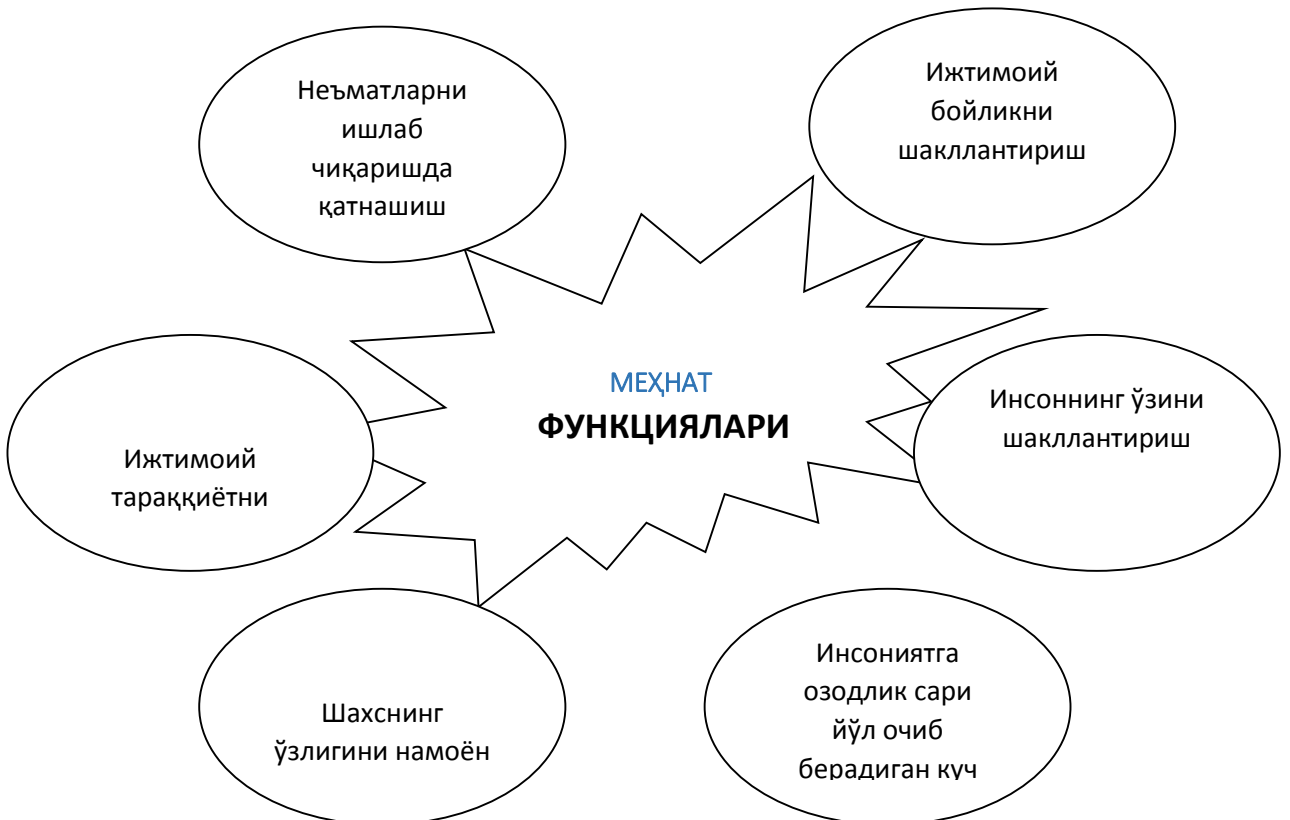 Неъматларни
ишлаб
чиқаришда
қатнашиш
Ижтимоий
бойликни
шакллантириш
МЕҲНАТ
ФУНКЦИЯЛАРИ
Инсоннинг ўзини
шакллантириш
Ижтимоий
тараққиётни
Шахснинг
ўзлигини намоён
Инсониятга
озодлик сари
йўл очиб
берадиган куч